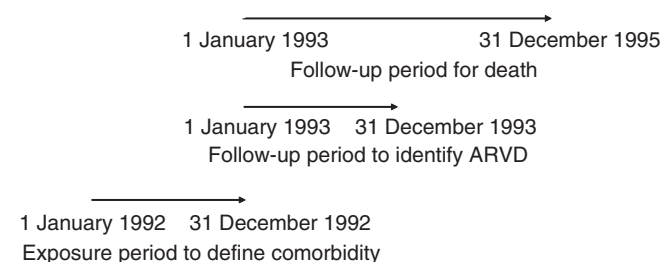 1 January 1993 31 December 1995
Follow-up period for death
1 January 1993 31 December 1993
Follow-up period to identify ARVD
1 January 1992 31 December 1992
Exposure period to define comorbidity